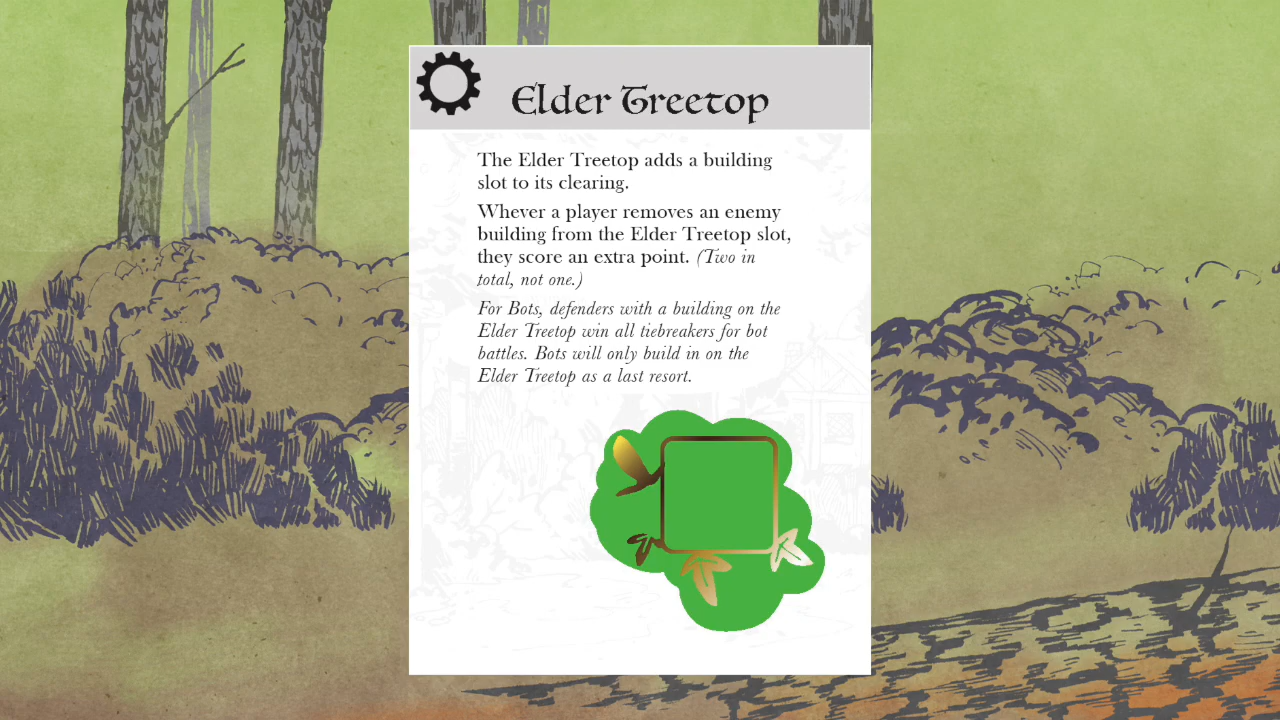 Elder Treetop
The Elder Treetop adds a building
slot to its clearing.
Whever a player removes an enemy
building from the Elder Treetop slot,
they score an extra point. (Two in
total, not one.)
For Bots, defenders with a building on the
Elder Treetop win all tiebreakers for bot
battles. Bots will only build in on the
Elder Treetop as a last resort.